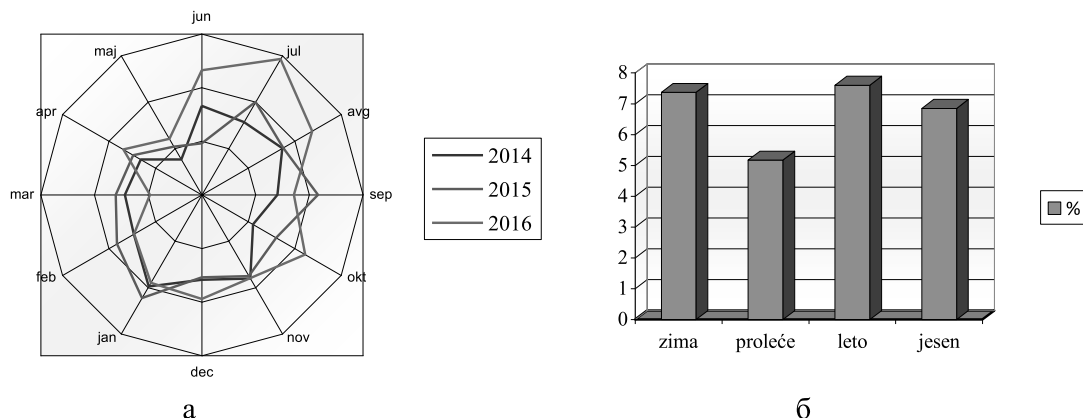 jun
maj
jul
apr
avg
mar
sep
feb
okt
jan
nov
dec
2014
2015
2016
а
8
7
6
5
4
3
2
1
0
zima proleće leto jesen
%
б